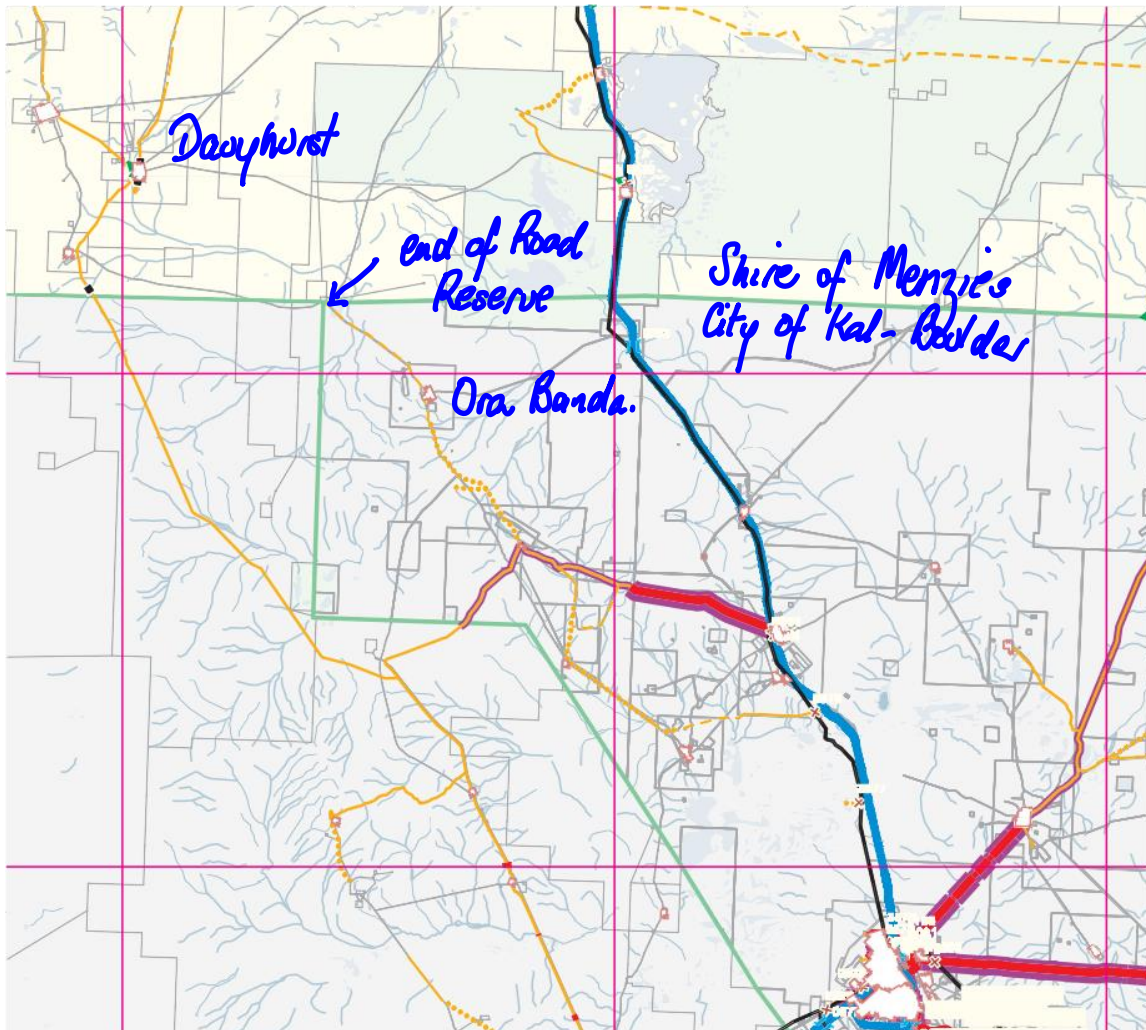 Davyhurst
end of Road
Reserve
Shire of Menzies
City of Kal-Boulder
Ora Banda.